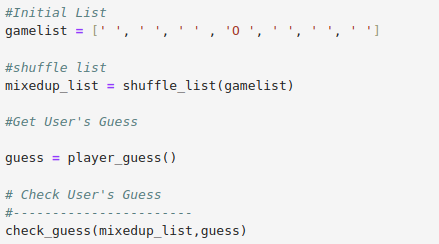 #Initial List
gamelist = [' ', ' ', ' ' , 'O ', ' ', ' ', ' ']
#shuffle list
mixedup_list = shuffle_list(gamelist)
#Get User's Guess
guess = player_guess()
# Check User's Guess
#-----------------------
check_guess(mixedup_list,guess)